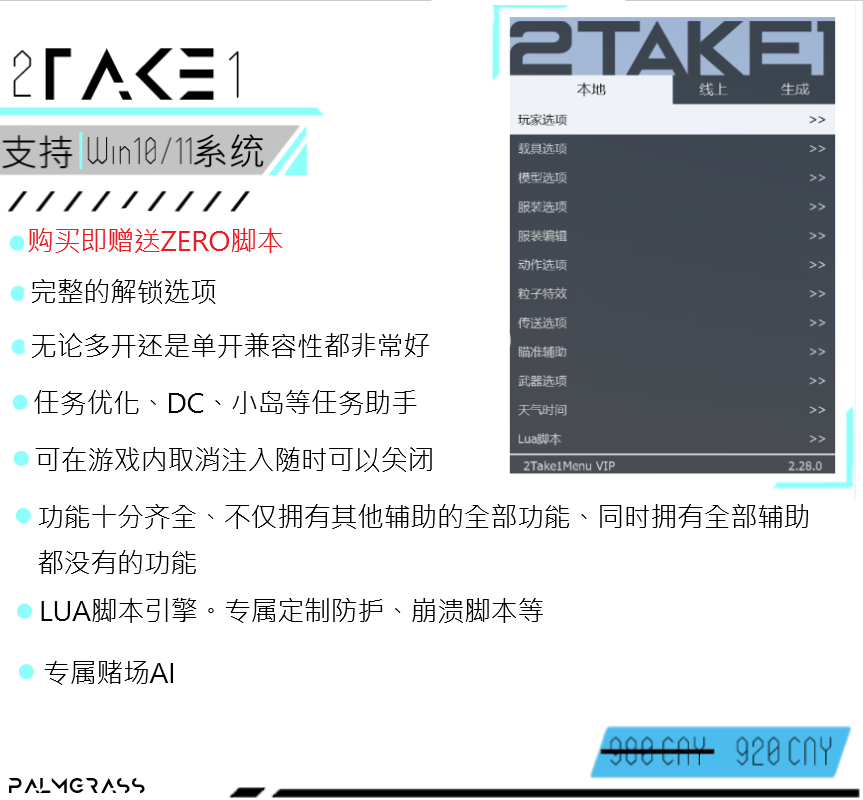 2TAKE1
支持 Win10/11系统
购买即赠送ZERO脚本
完整的解锁选项
无论多开还是单开兼容性都非常好
任务优化、DC、小岛等任务助手
可在游戏内取消注入随时可以关闭
功能十分齐全、不仅拥有其他辅助的全部功能、同时拥有全部辅助
都没有的功能
LUA脚本引擎。专属定制防护、崩溃脚本等
专属赌场AI
2TAKE1
本地 线上 生成
玩家选项 >>
载具选项 >>
模型选项 >>
服装选项 >>
服装编辑 >>
动作选项 >>
粒子特效 >>
传送选项 >>
瞄准辅助 >>
武器选项 >>
天气时间 >>
Lua脚本 >>
2Take1Menu VIP 2.28.0
980 CNY 920 CNY
PALMGRASS